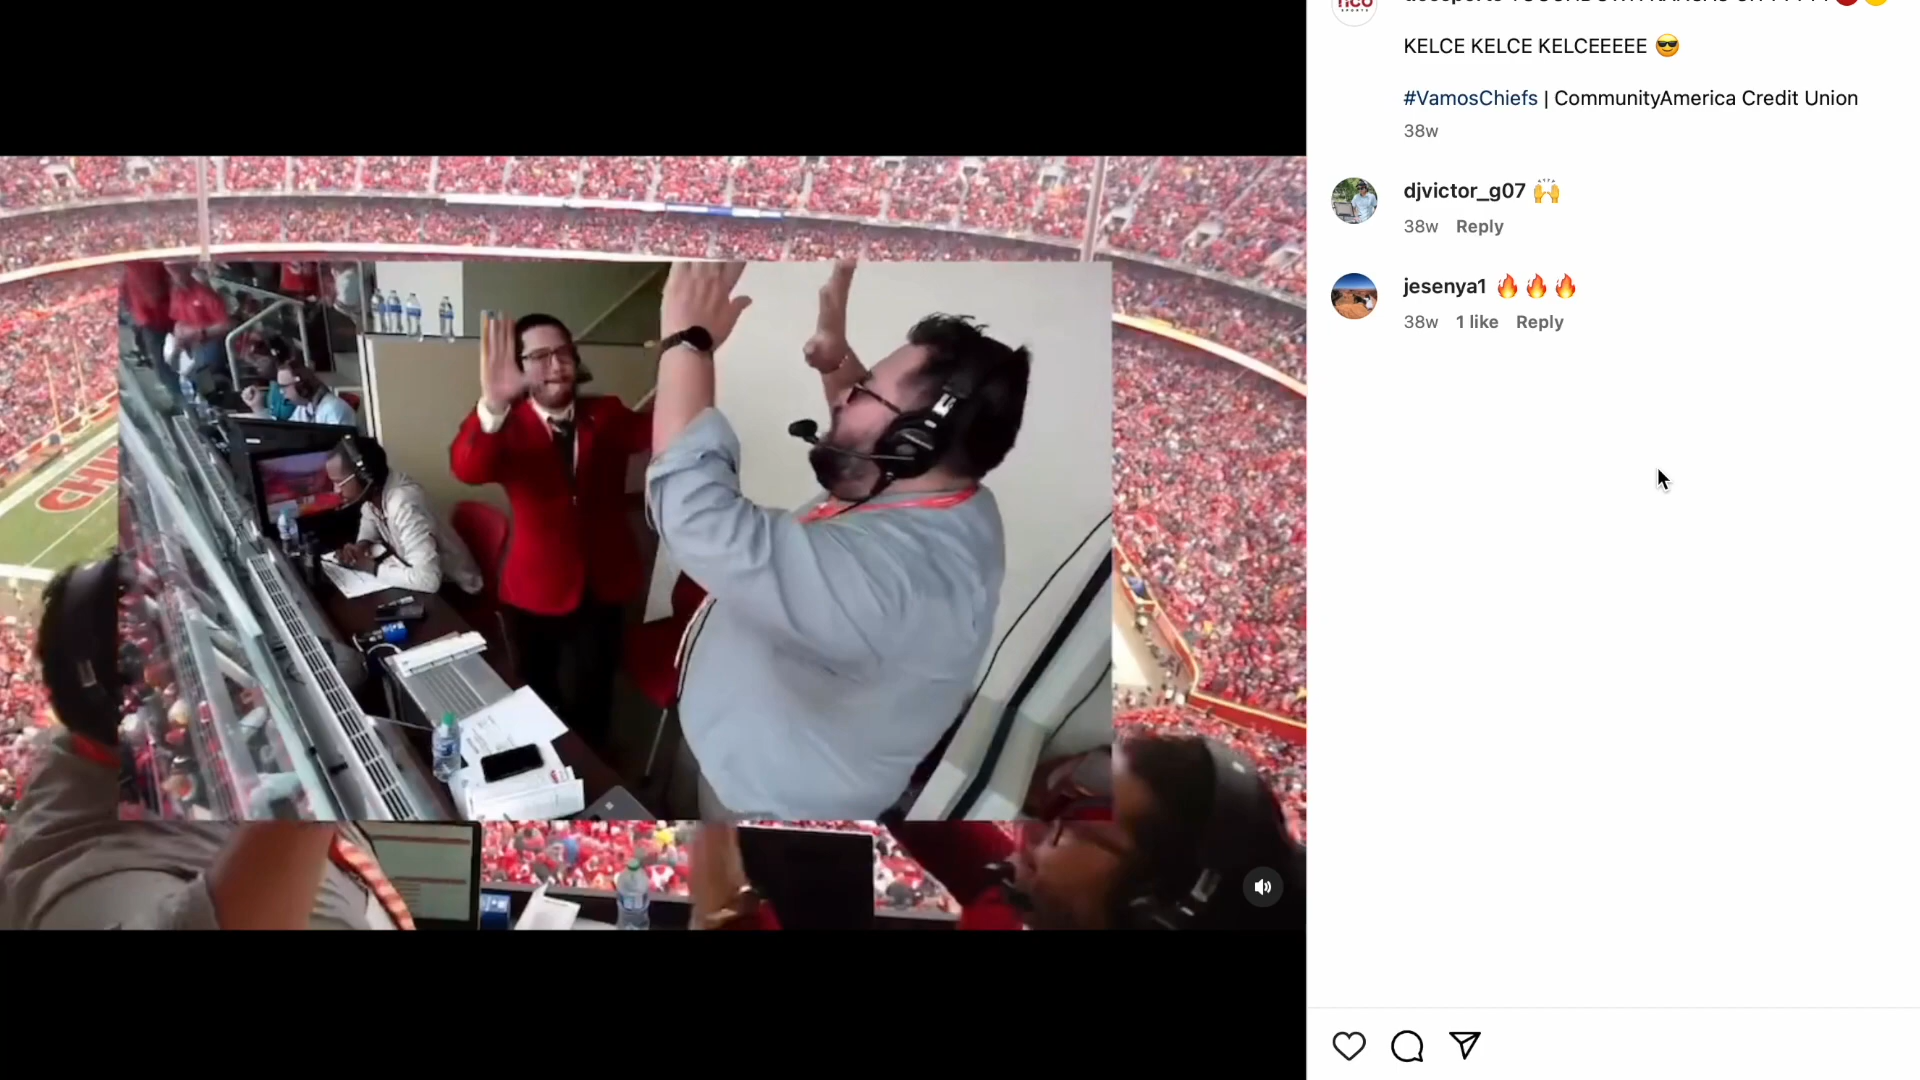 KELCE KELCE KELCEEEEE 😎
#VamosChiefs | CommunityAmerica Credit Union
38w
djvictor_g07 🙌
38w Reply
jesenya1 🔥🔥🔥
38w 1 like Reply